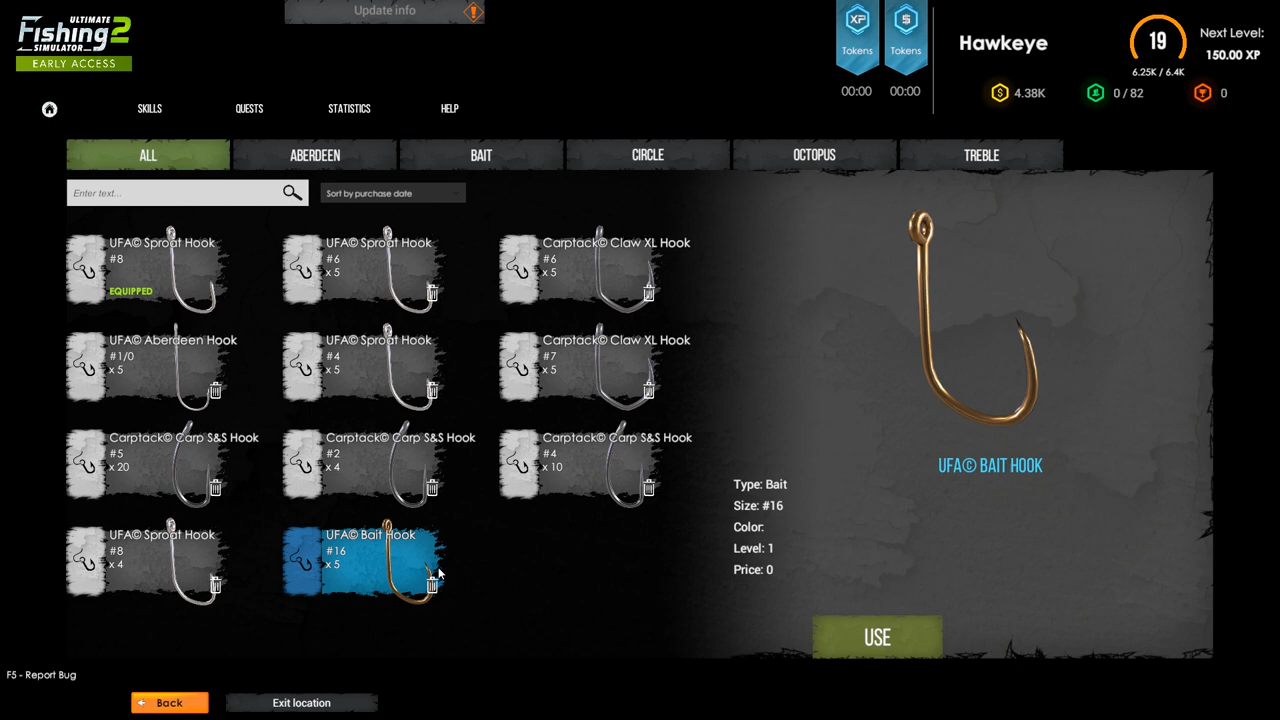 Update info
ULTIMATE
Fishing 2
SIMULATOR
EARLY ACCESS
XP
Tokens
00:00
$
Tokens
00:00
Hawkeye
19
6.25K / 6.4K
Next Level:
150.00 XP
4.38K
0 / 82
0
SKILLS
QUESTS
STATISTICS
HELP
ALL
ABERDEEN
BAIT
CIRCLE
OCTOPUS
TREBLE
Enter text...
Sort by purchase date
UFA© Sproat Hook
#8
EQUIPPED
UFA© Sproat Hook
#6
x 5
Carptack© Claw XL Hook
#6
x 5
UFA© Aberdeen Hook
#1/0
x 5
UFA© Sproat Hook
#4
x 5
Carptack© Claw XL Hook
#7
x 5
Carptack© Carp S&S Hook
#5
x 20
Carptack© Carp S&S Hook
#2
x 4
Carptack© Carp S&S Hook
#4
x 10
UFA© Sproat Hook
#8
x 4
UFA© Bait Hook
#16
x 5
UFA© BAIT HOOK
Type: Bait
Size: #16
Color:
Level: 1
Price: 0
USE
F5 - Report Bug
Back
Exit location